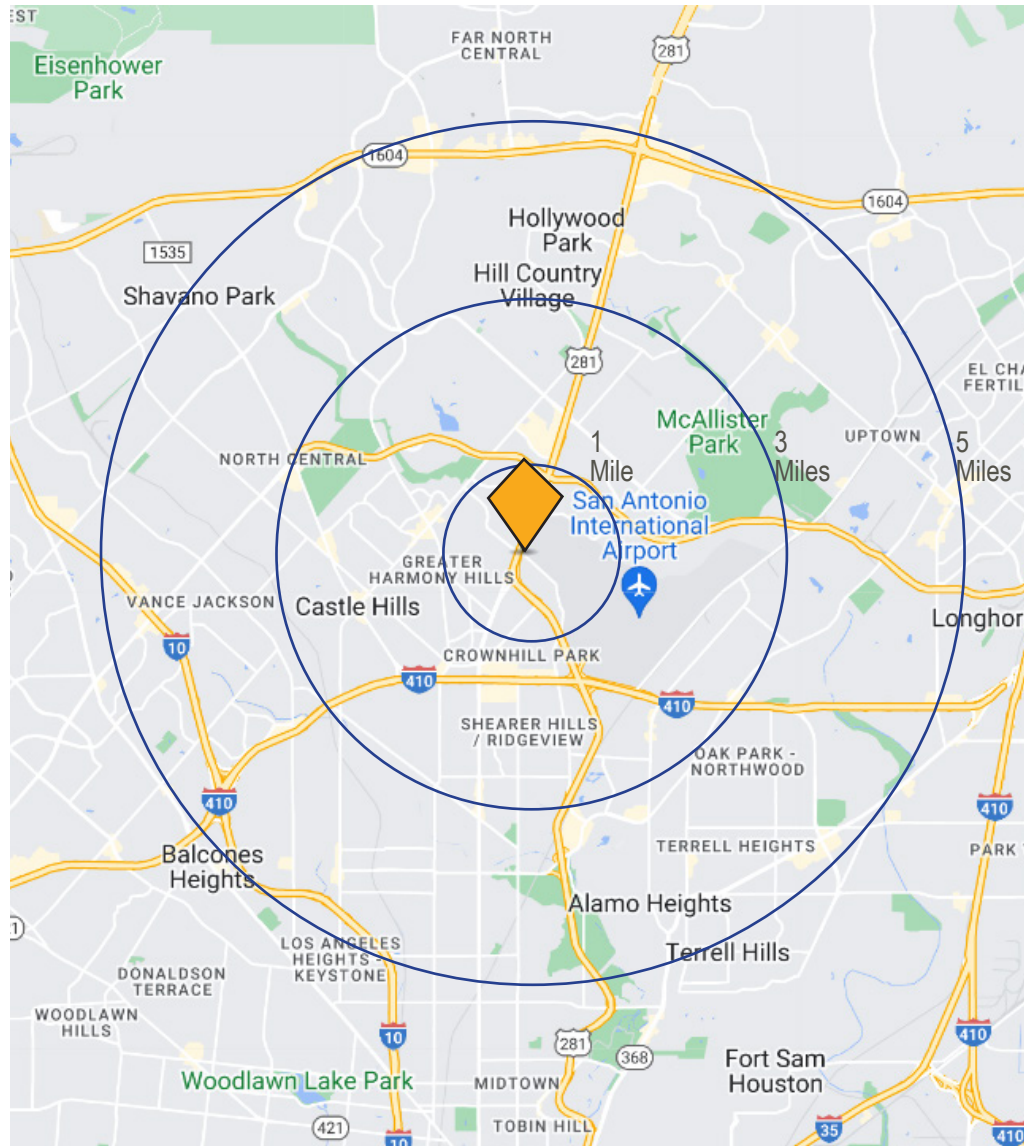 EST
FAR NORTH
CENTRAL
281
Eisenhower
Park
1604
1604
Hollywood
Park
1535
Hill Country
Village
Shavano Park
281
EL CHA
FERTIL
McAllister
Park
1
Mile
3
Miles
UPTOWN
5
Miles
NORTH CENTRAL
San Antonio
International
Airport
GREATER
HARMONY HILLS
VANCE JACKSON
Castle Hills
Longhor
10
CROWNHILL PARK
410
410
SHEARER HILLS
/ RIDGEVIEW
OAK PARK -
NORTHWOOD
410
410
TERRELL HEIGHTS
PARK
Balcones
Heights
Alamo Heights
LOS ANGELES
HEIGHTS -
KEYSTONE
Terrell Hills
DONALDSON
TERRACE
WOODLAWN
HILLS
10
281
368
410
Fort Sam
Houston
Woodlawn Lake Park
MIDTOWN
421
TOBIN HILL
35
410
10